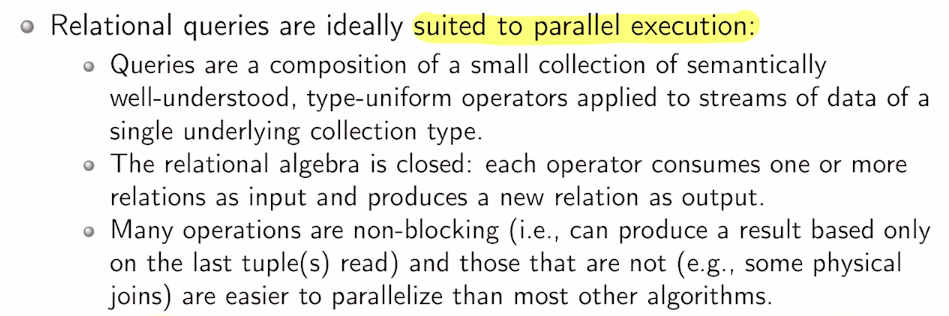 Relational queries are ideally suited to parallel execution:
Queries are a composition of a small collection of semantically
well-understood, type-uniform operators applied to streams of data of a
single underlying collection type.
The relational algebra is closed: each operator consumes one or more
relations as input and produces a new relation as output.
Many operations are non-blocking (i.e., can produce a result based only
on the last tuple(s) read) and those that are not (e.g., some physical
joins) are easier to parallelize than most other algorithms.